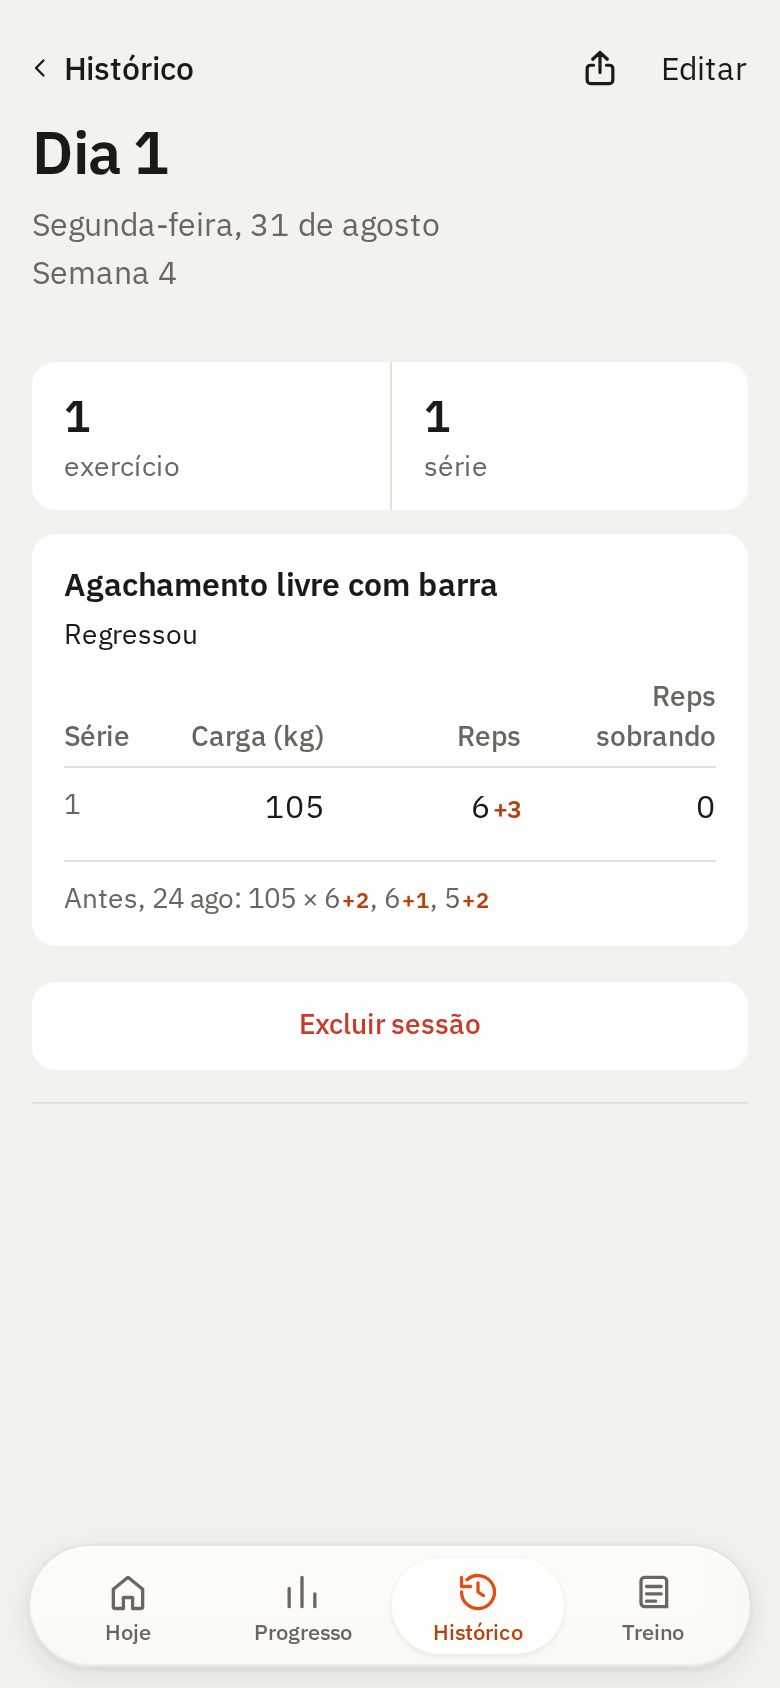 Histórico
Editar
Dia 1
Segunda-feira, 31 de agosto
Semana 4
1
exercício
1
série
Agachamento livre com barra
Regressou
Série Carga (kg) Reps Reps sobrando
1 105 6+3 0
Antes, 24 ago: 105 × 6+2, 6+1, 5+2
Excluir sessão
Hoje
Progresso
Histórico
Treino